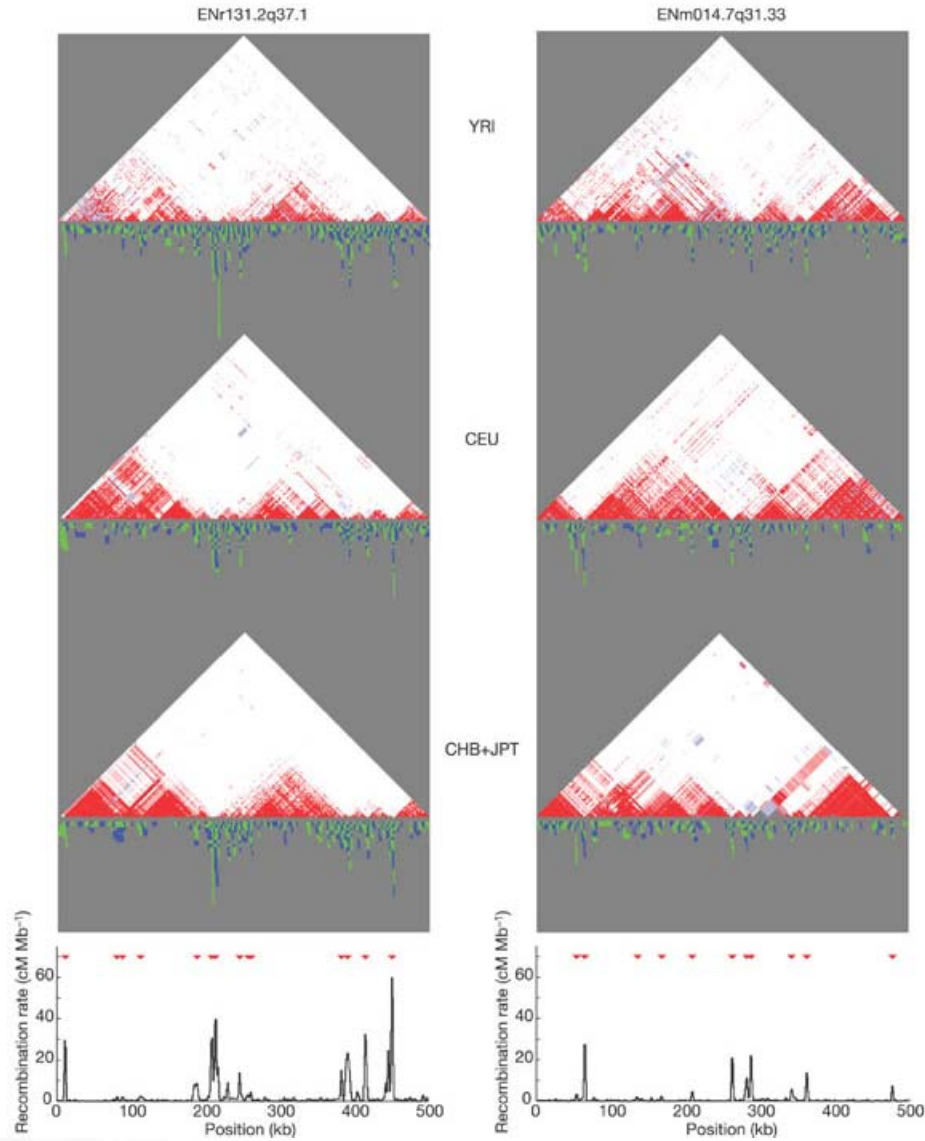 ENr131.2q37.1
ENm014.7q31.33
YRI
CEU
CHB+JPT
Recombination rate (cM Mb⁻¹)
60
40
20
0
0 100 200 300 400 500
Position (kb)
Recombination rate (cM Mb⁻¹)
60
40
20
0
0 100 200 300 400 500
Position (kb)